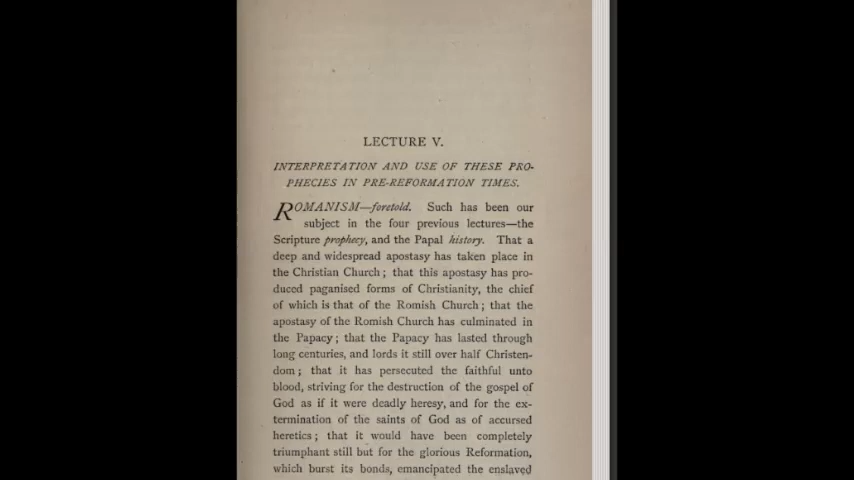 LECTURE V.
INTERPRETATION AND USE OF THESE PRO-
PHECIES IN PRE-REFORMATION TIMES.
ROMANISM—foretold. Such has been our
subject in the four previous lectures—the
Scripture prophecy, and the Papal history. That a
deep and widespread apostasy has taken place in
the Christian Church; that this apostasy has pro-
duced paganised forms of Christianity, the chief
of which is that of the Romish Church; that the
apostasy of the Romish Church has culminated in
the Papacy; that the Papacy has lasted through
long centuries, and lords it still over half Christen-
dom; that it has persecuted the faithful unto
blood, striving for the destruction of the gospel of
God as if it were deadly heresy, and for the ex-
termination of the saints of God as of accursed
heretics; that it would have been completely
triumphant still but for the glorious Reformation,
which burst its bonds, emancipated the enslaved